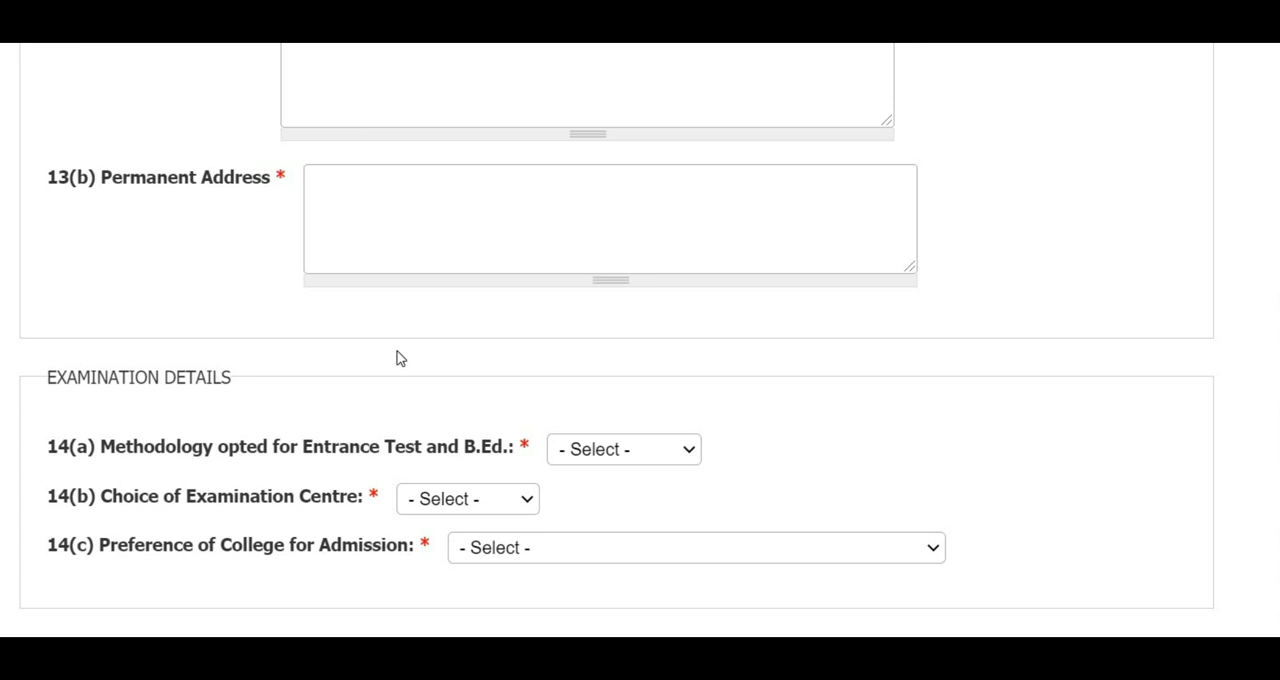 13(b) Permanent Address *
EXAMINATION DETAILS
14(a) Methodology opted for Entrance Test and B.Ed.: * - Select -
14(b) Choice of Examination Centre: * - Select -
14(c) Preference of College for Admission: * - Select -